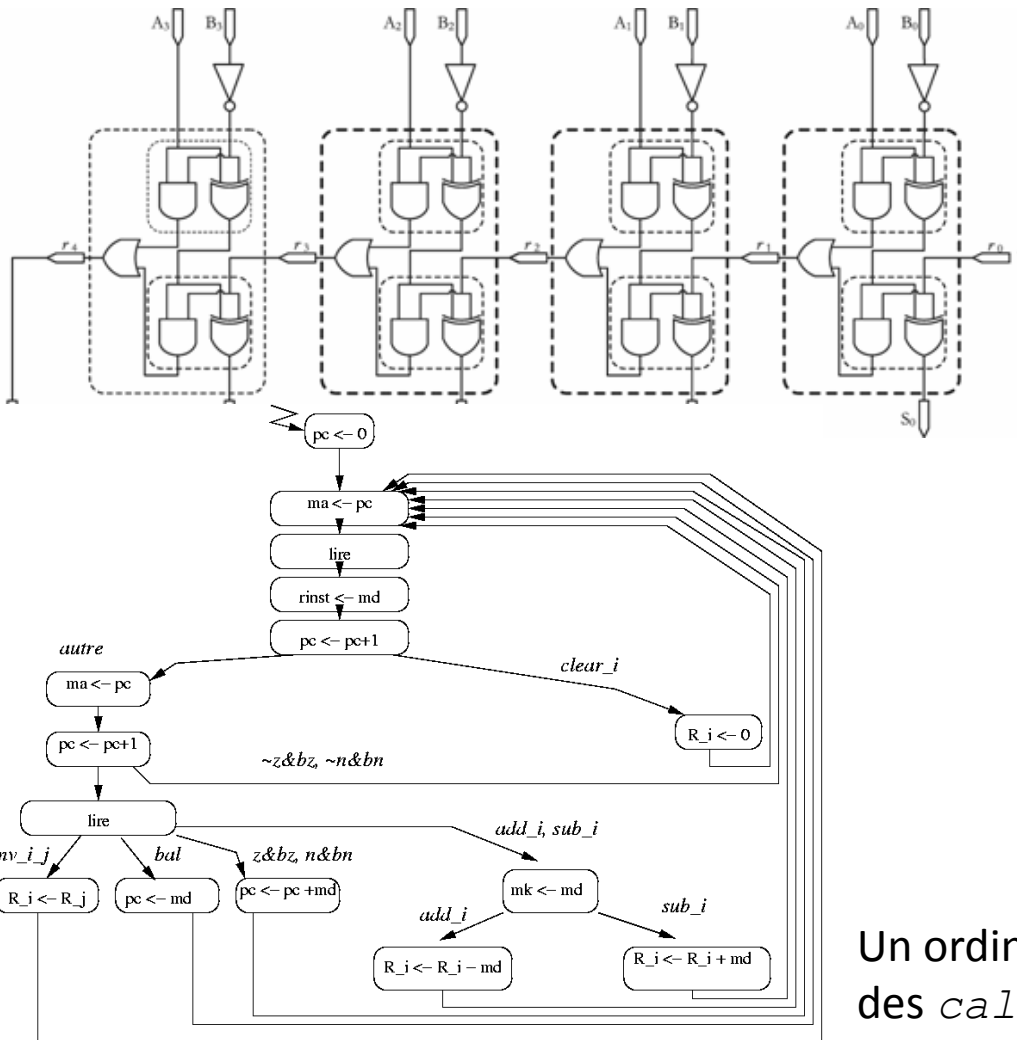 A3 B3 A2 B2 A1 B1 A0 B0
r4 r3 r2 r1 r0
S0
pc <- 0
ma <- pc
lire
rinst <- md
pc <- pc+1
autre
clear_i
ma <- pc
R_i <- 0
pc <- pc+1
~z&bz, ~n&bn
lire
add_i, sub_i
nv_i_j bal z&bz, n&bn
R_i <- R_j pc <- md pc <- pc +md mk <- md
add_i sub_i
R_i <- R_i - md R_i <- R_i + md
Un ordin
des cal